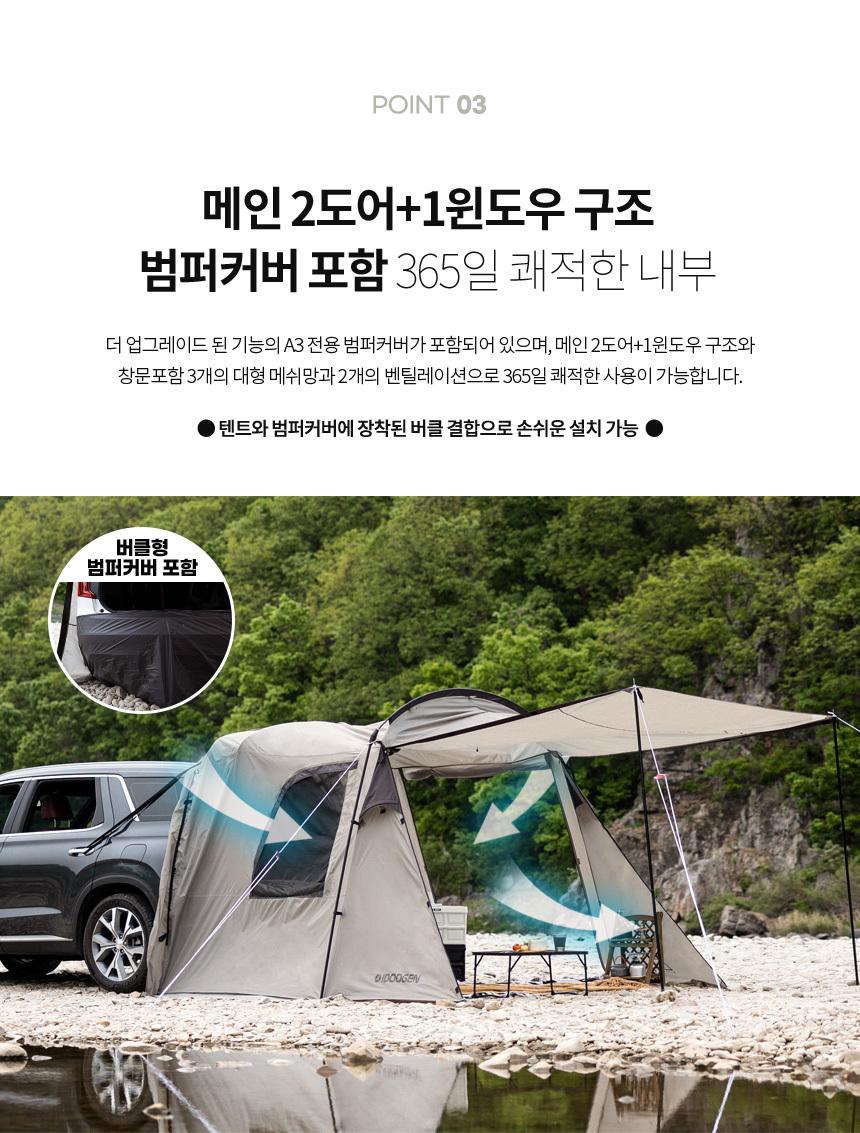 POINT 03
메인 2도어+1윈도우 구조
범퍼커버 포함 365일 쾌적한 내부
더 업그레이드 된 기능의 A3 전용 범퍼커버가 포함되어 있으며, 메인 2도어+1윈도우 구조와
창문포함 3개의 대형 메쉬망과 2개의 벤틸레이션으로 365일 쾌적한 사용이 가능합니다.
● 텐트와 범퍼커버에 장착된 버클 결합으로 손쉬운 설치 가능 ●
버클형
범퍼커버 포함
IDOOGEN